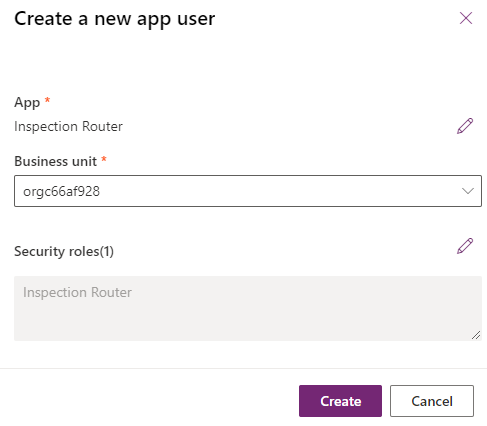 Create a new app user
App *
Inspection Router
Business unit *
orgc66af928
Security roles(1)
Inspection Router
Create
Cancel